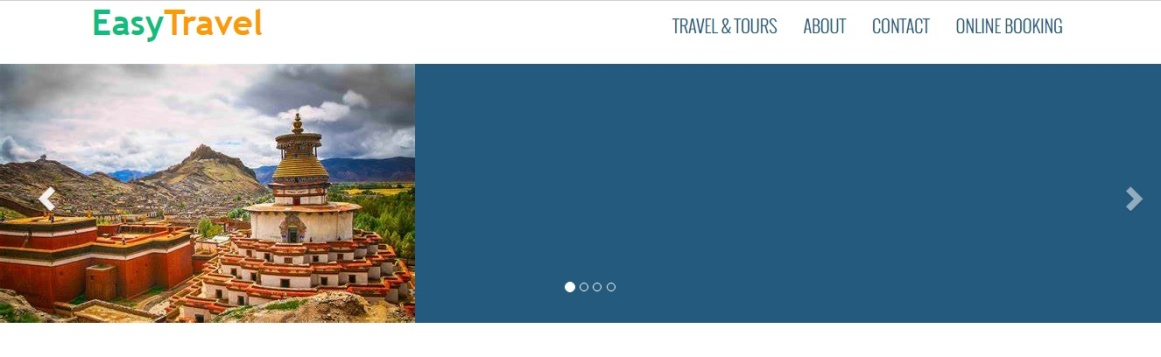 EasyTravel
TRAVEL & TOURS ABOUT CONTACT ONLINE BOOKING